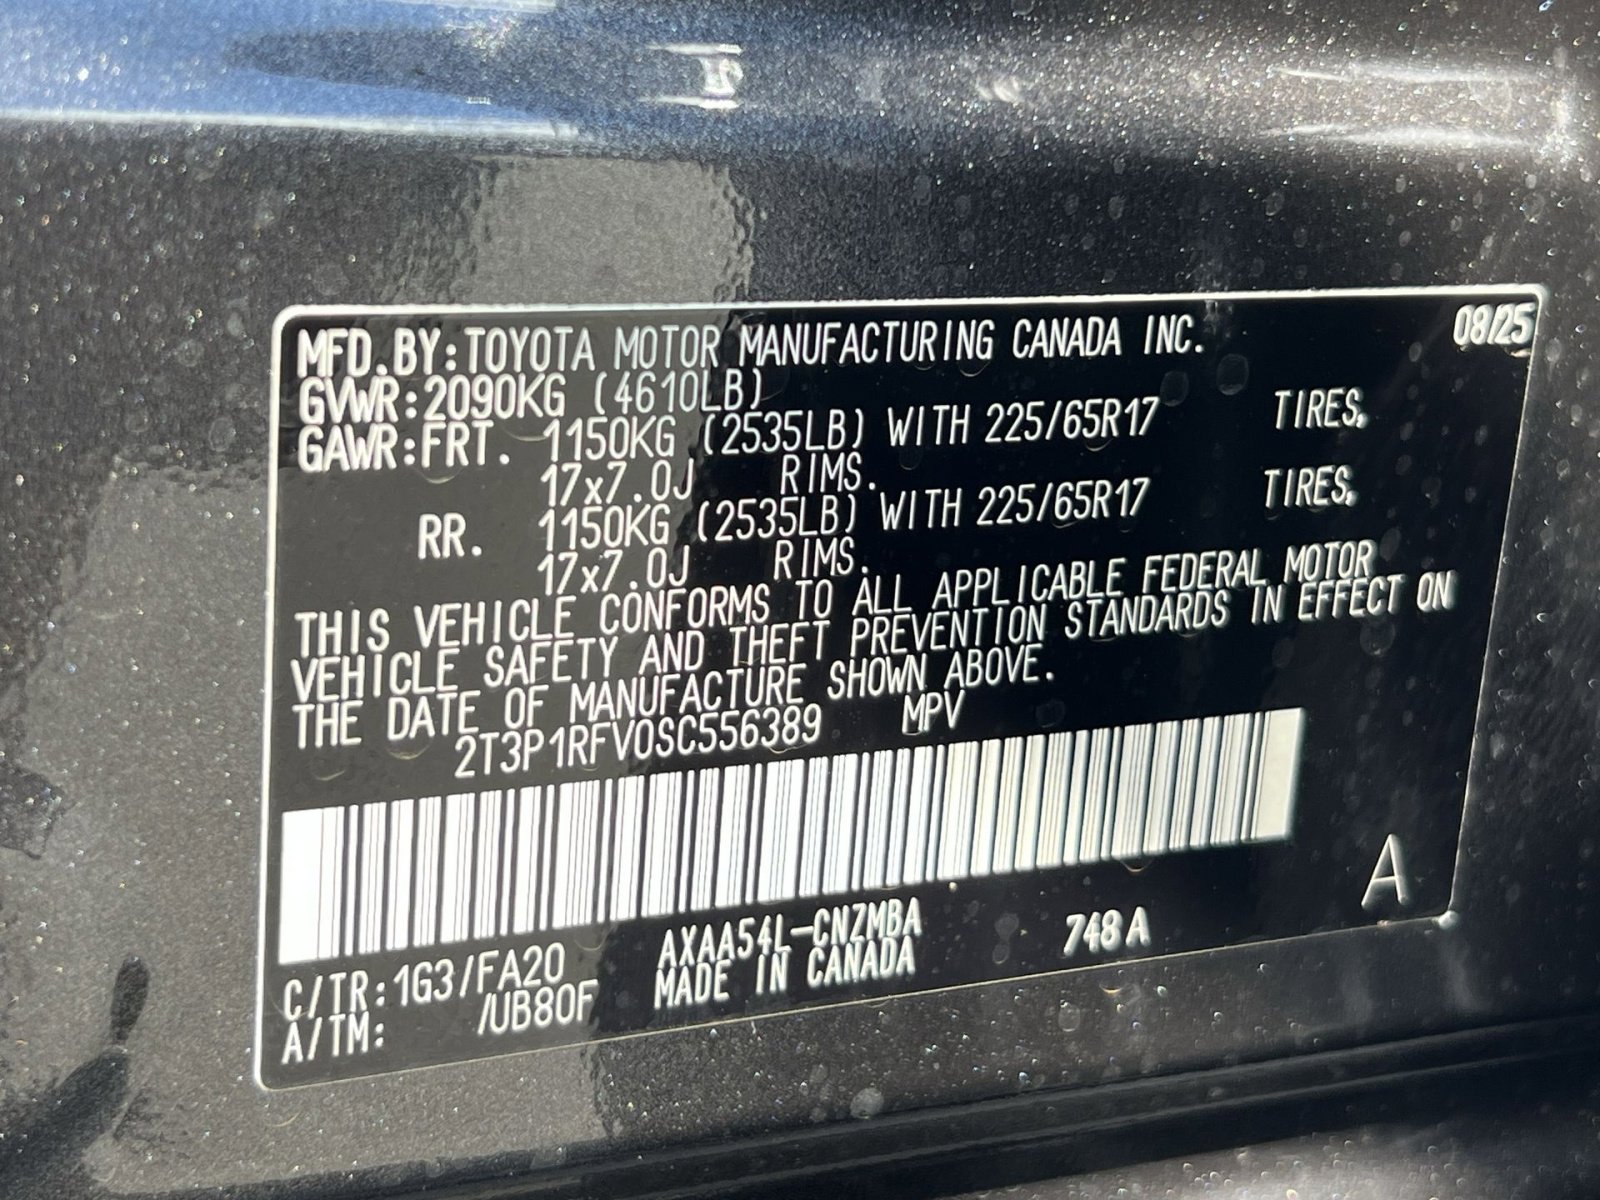 MFD.BY:TOYOTA MOTOR MANUFACTURING CANADA INC. 08/25
GVWR:2090KG (4610LB)
GAWR:FRT. 1150KG (2535LB) WITH 225/65R17 TIRES,
17x7.0J RIMS.
RR. 1150KG (2535LB) WITH 225/65R17 TIRES,
17x7.0J RIMS.
THIS VEHICLE CONFORMS TO ALL APPLICABLE FEDERAL MOTOR
VEHICLE SAFETY AND THEFT PREVENTION STANDARDS IN EFFECT ON
THE DATE OF MANUFACTURE SHOWN ABOVE.
2T3P1RFV0SC556389 MPV
A
C/TR:1G3/FA20 AXAA54L-CNZMBA 748A
A/TM: /UB80F MADE IN CANADA